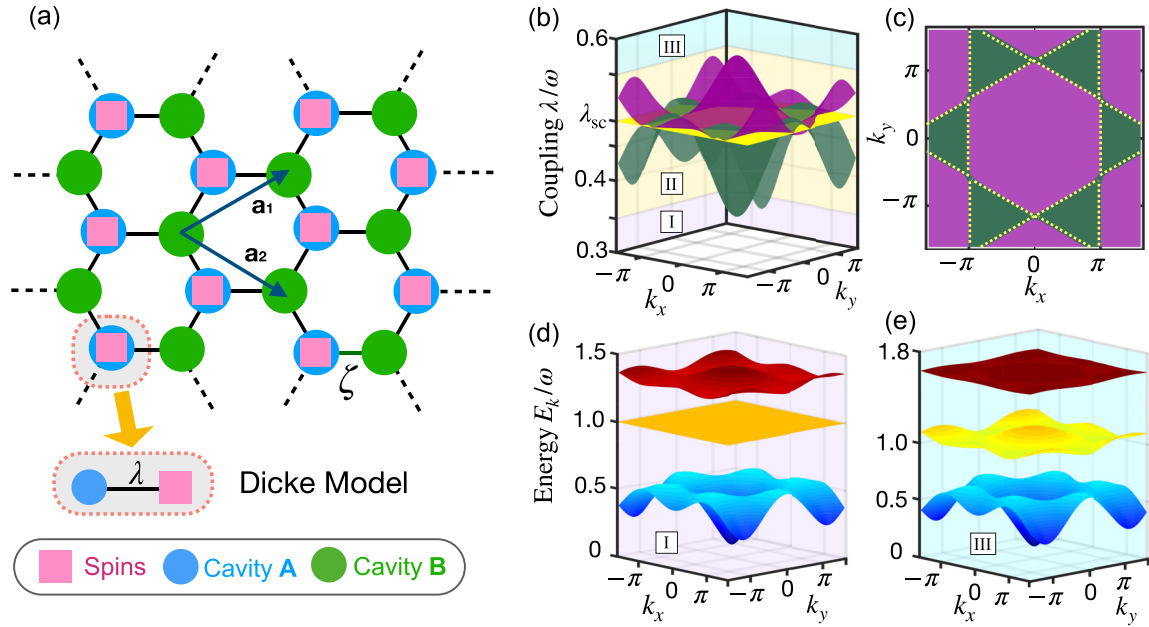 (a)
a1
a2
ζ
λ
Dicke Model
Spins
Cavity A
Cavity B
(b)
0.6
λsc
0.4
0.3
Coupling λ/ω
III
II
I
−π
0
π
kx
−π
0
π
ky
(c)
π
0
−π
ky
−π
0
π
kx
(d)
1.5
1.0
0.5
0
Energy Ek/ω
I
−π
0
π
kx
−π
0
π
ky
(e)
1.8
1.0
0.5
0
III
−π
0
π
kx
−π
0
π
ky